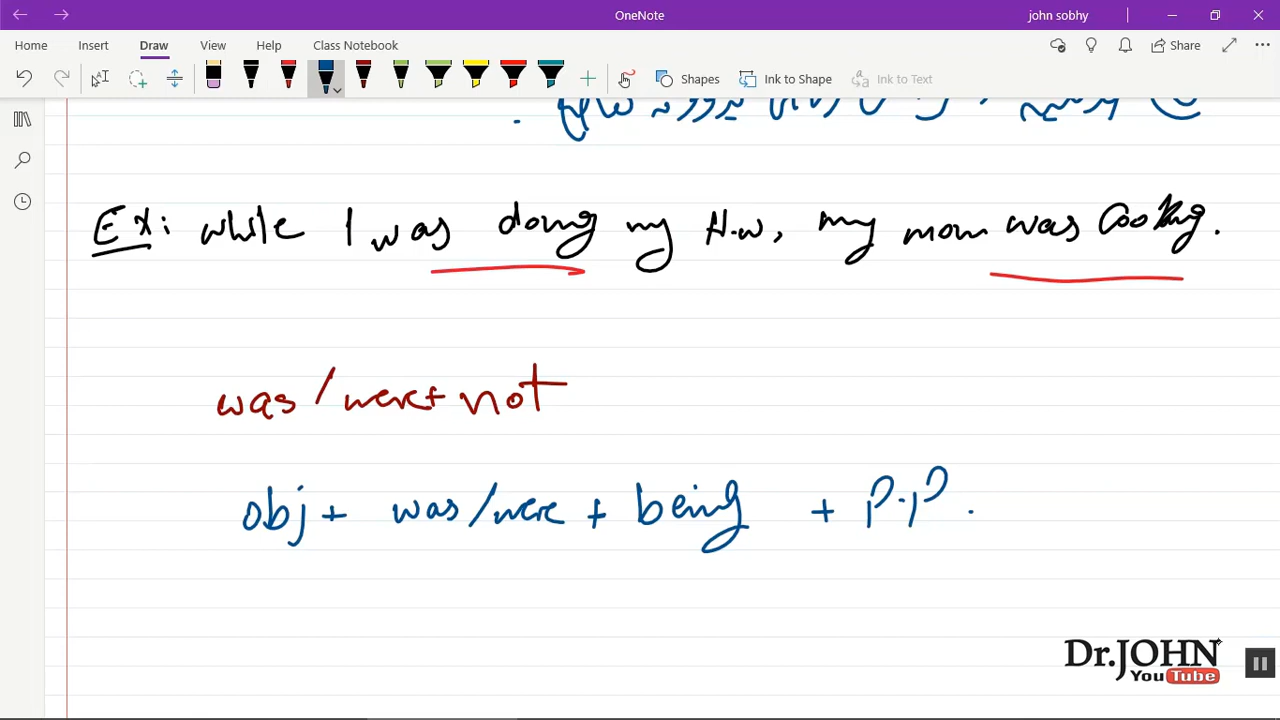 OneNote
john sobhy
Home Insert Draw View Help Class Notebook
Share
Shapes Ink to Shape Ink to Text
Ex: while I was doing my H.w, my mom was cooking.
was/were+ not
obj + was/were + being + P.P.
Dr.JOHN
YouTube